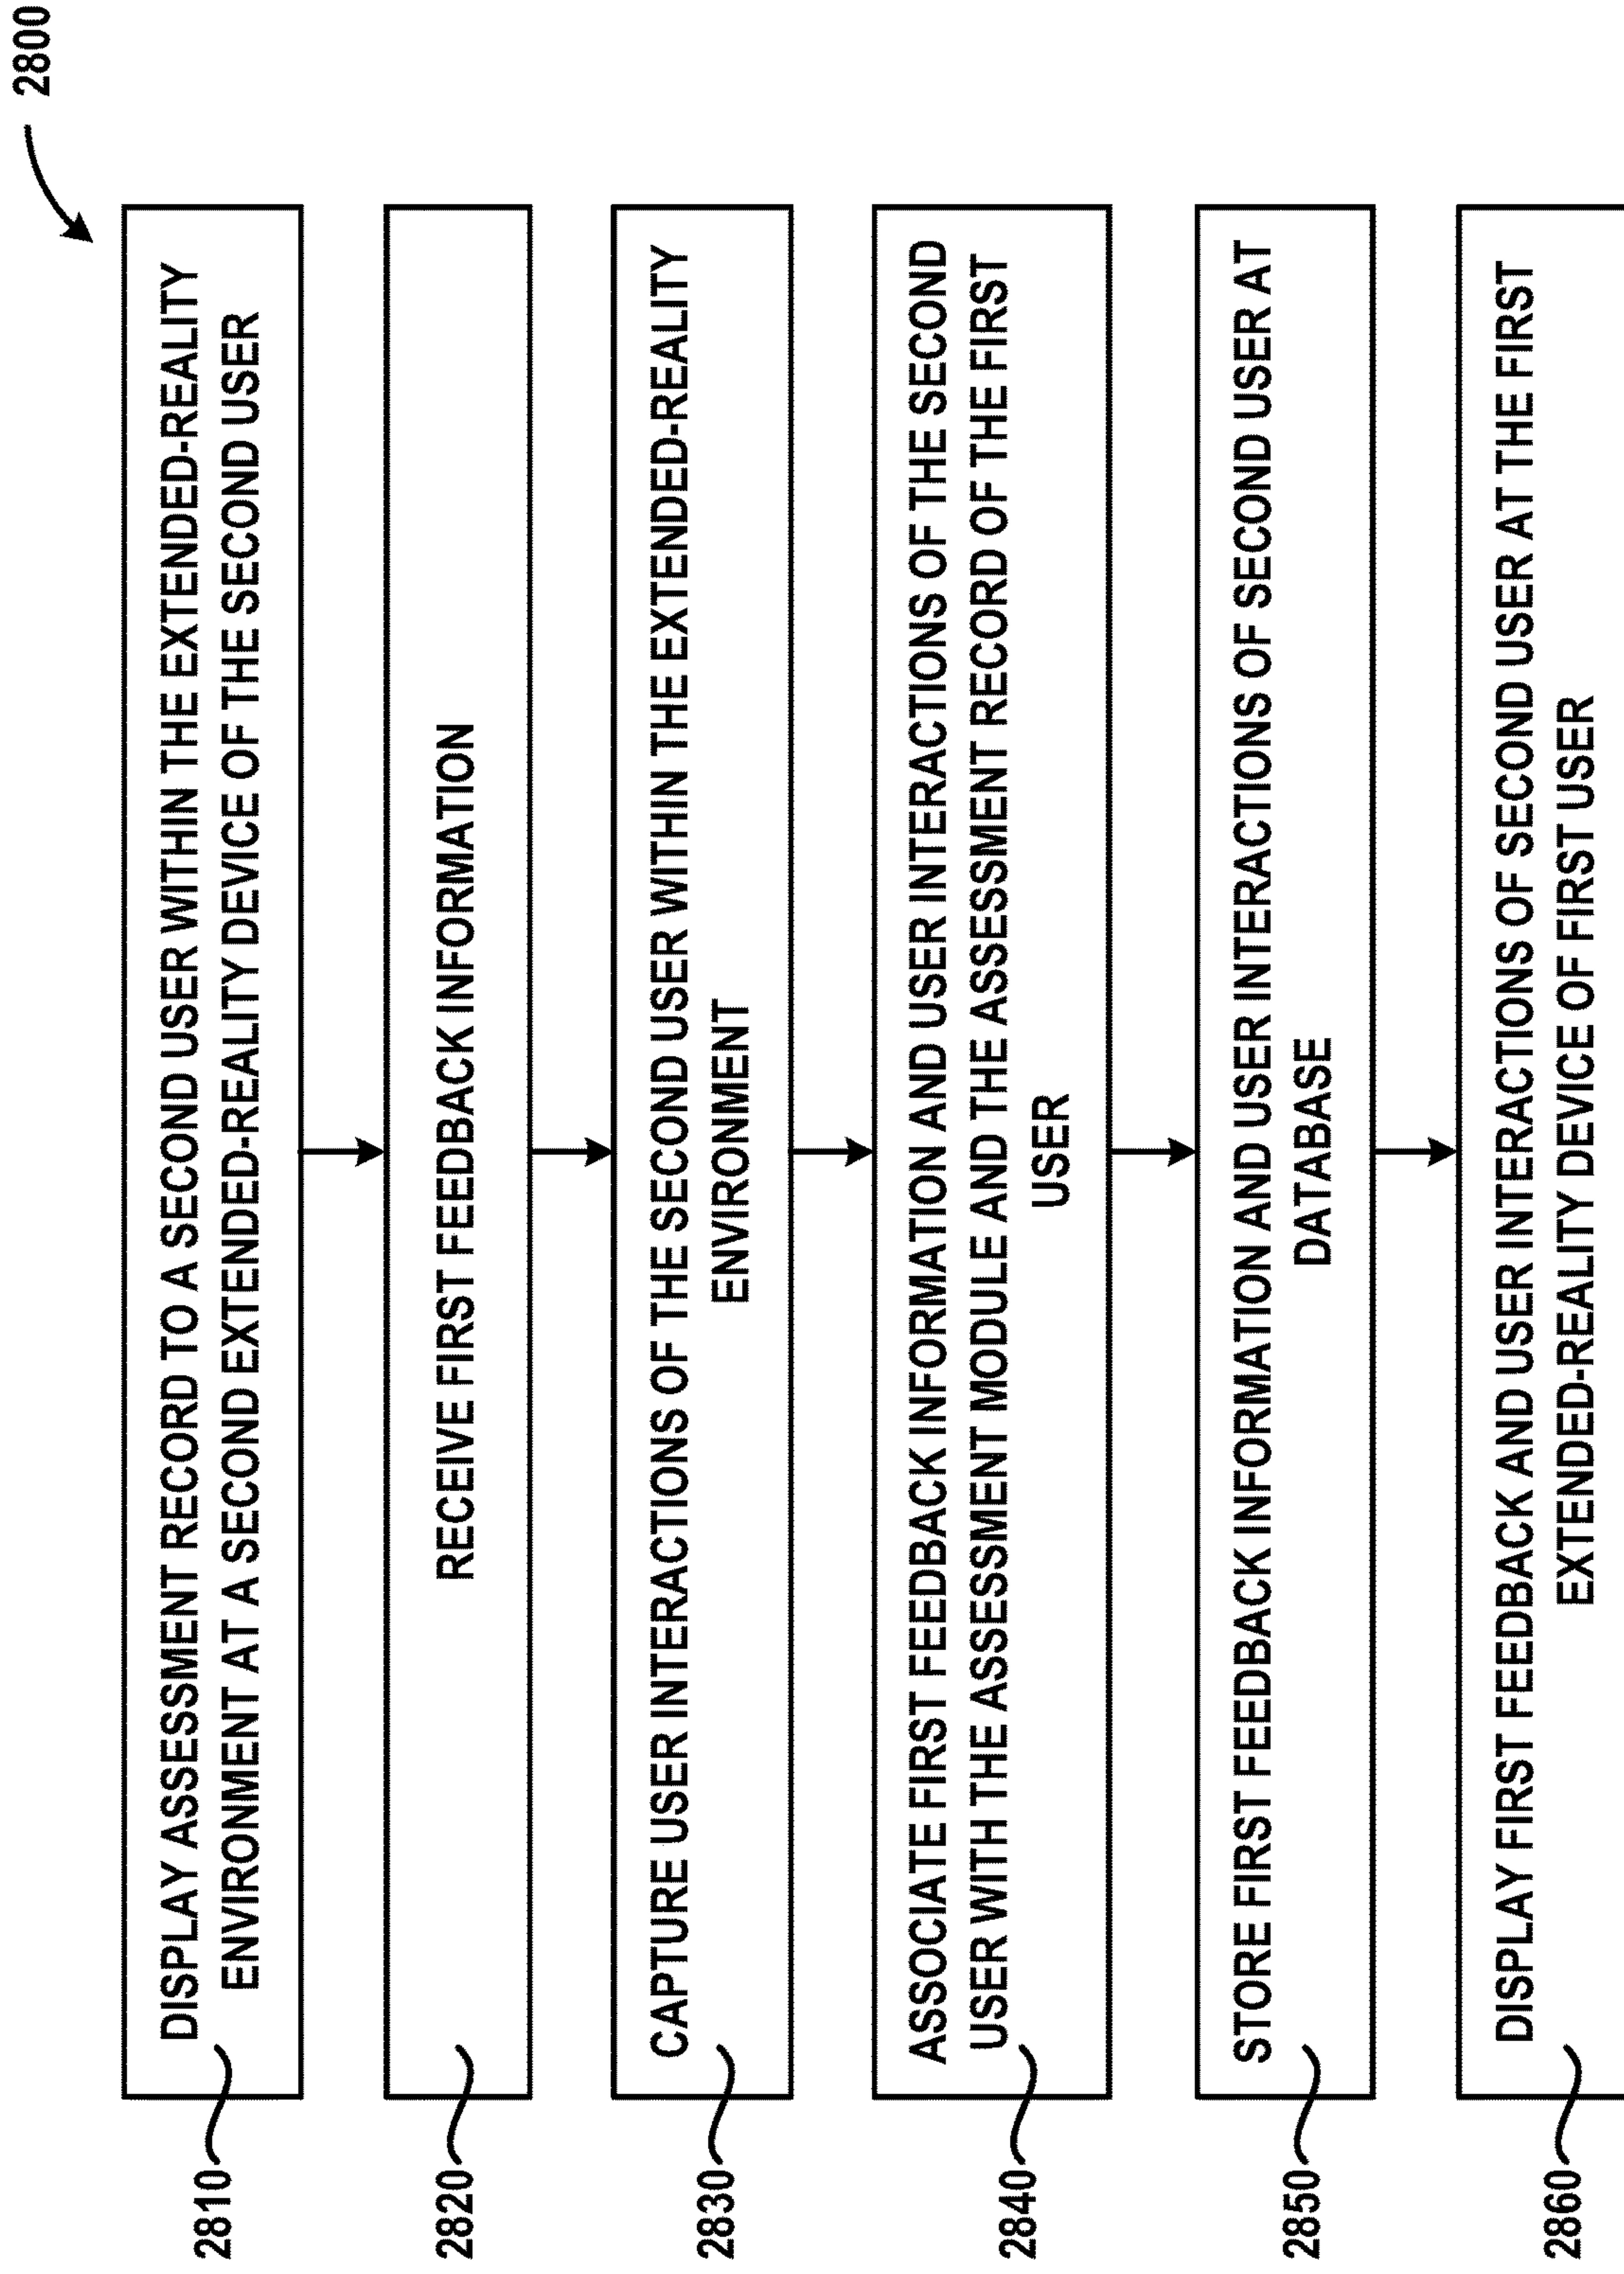 2800
2810
DISPLAY ASSESSMENT RECORD TO A SECOND USER WITHIN THE EXTENDED-REALITY
ENVIRONMENT AT A SECOND EXTENDED-REALITY DEVICE OF THE SECOND USER
2820
RECEIVE FIRST FEEDBACK INFORMATION
2830
CAPTURE USER INTERACTIONS OF THE SECOND USER WITHIN THE EXTENDED-REALITY
ENVIRONMENT
2840
ASSOCIATE FIRST FEEDBACK INFORMATION AND USER INTERACTIONS OF THE SECOND
USER WITH THE ASSESSMENT MODULE AND THE ASSESSMENT RECORD OF THE FIRST
USER
2850
STORE FIRST FEEDBACK INFORMATION AND USER INTERACTIONS OF SECOND USER AT
DATABASE
2860
DISPLAY FIRST FEEDBACK AND USER INTERACTIONS OF SECOND USER AT THE FIRST
EXTENDED-REALITY DEVICE OF FIRST USER